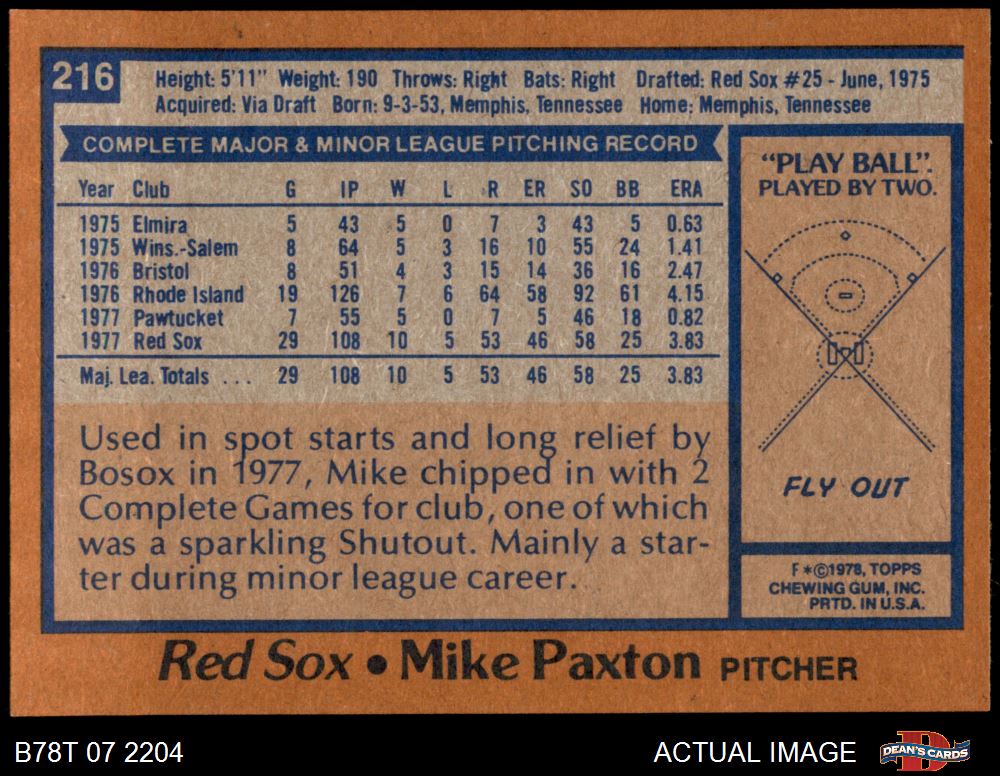 216
Height: 5'11" Weight: 190 Throws: Right Bats: Right Drafted: Red Sox #25 - June, 1975
Acquired: Via Draft Born: 9-3-53, Memphis, Tennessee Home: Memphis, Tennessee
COMPLETE MAJOR & MINOR LEAGUE PITCHING RECORD
Year Club G IP W L R ER SO BB ERA
1975 Elmira 5 43 5 0 7 3 43 5 0.63
1975 Wins.-Salem 8 64 5 3 16 10 55 24 1.41
1976 Bristol 8 51 4 3 15 14 36 16 2.47
1976 Rhode Island 19 126 7 6 64 58 92 61 4.15
1977 Pawtucket 7 55 5 0 7 5 46 18 0.82
1977 Red Sox 29 108 10 5 53 46 58 25 3.83
Maj. Lea. Totals ... 29 108 10 5 53 46 58 25 3.83
Used in spot starts and long relief by
Bosox in 1977, Mike chipped in with 2
Complete Games for club, one of which
was a sparkling Shutout. Mainly a star-
ter during minor league career.
"PLAY BALL".
PLAYED BY TWO.
FLY OUT
F *©1978, TOPPS
CHEWING GUM, INC.
PRTD. IN U.S.A.
Red Sox • Mike Paxton PITCHER
B78T 07 2204
ACTUAL IMAGE
D
DEAN'S CARDS